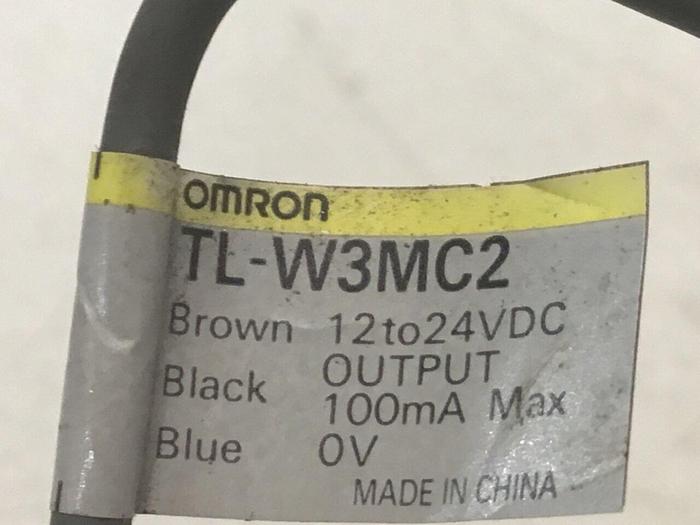 OMRON
TL-W3MC2
Brown 12to24VDC
Black OUTPUT
100mA Max
Blue 0V
MADE IN CHINA